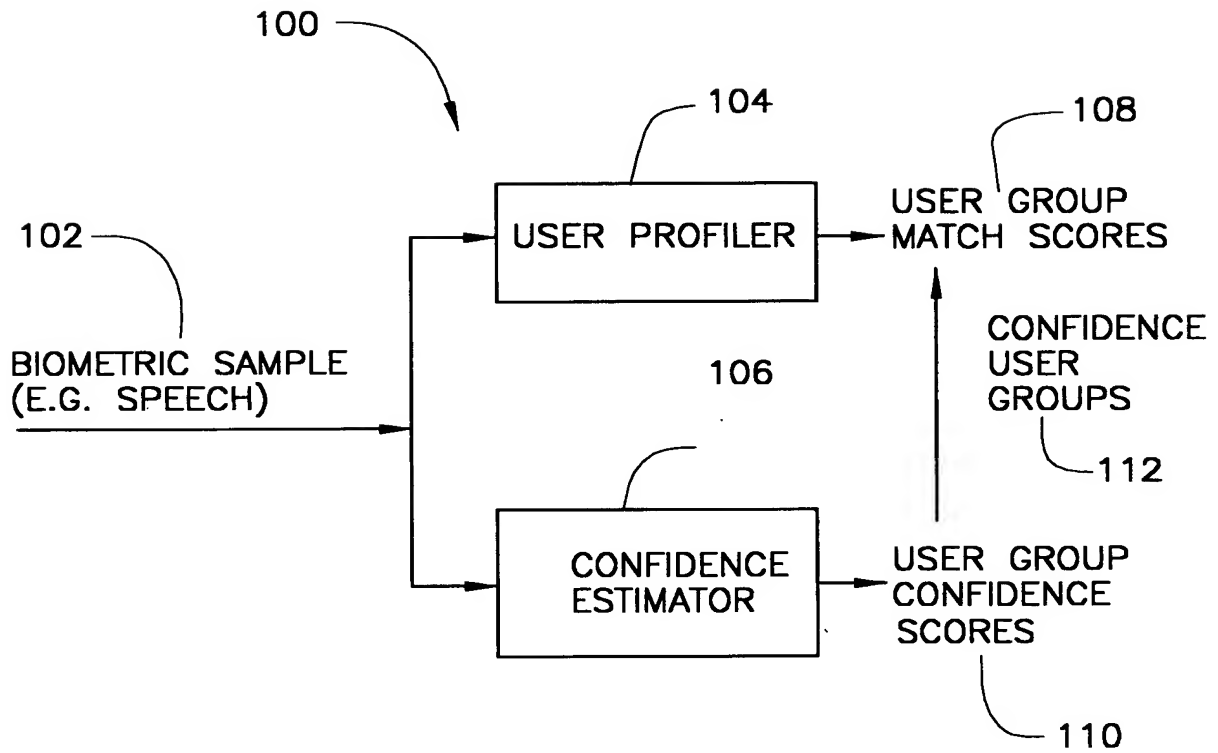 100
104
108
USER GROUP
MATCH SCORES
102
USER PROFILER
BIOMETRIC SAMPLE
(E.G. SPEECH)
106
CONFIDENCE
USER
GROUPS
112
CONFIDENCE
ESTIMATOR
USER GROUP
CONFIDENCE
SCORES
110